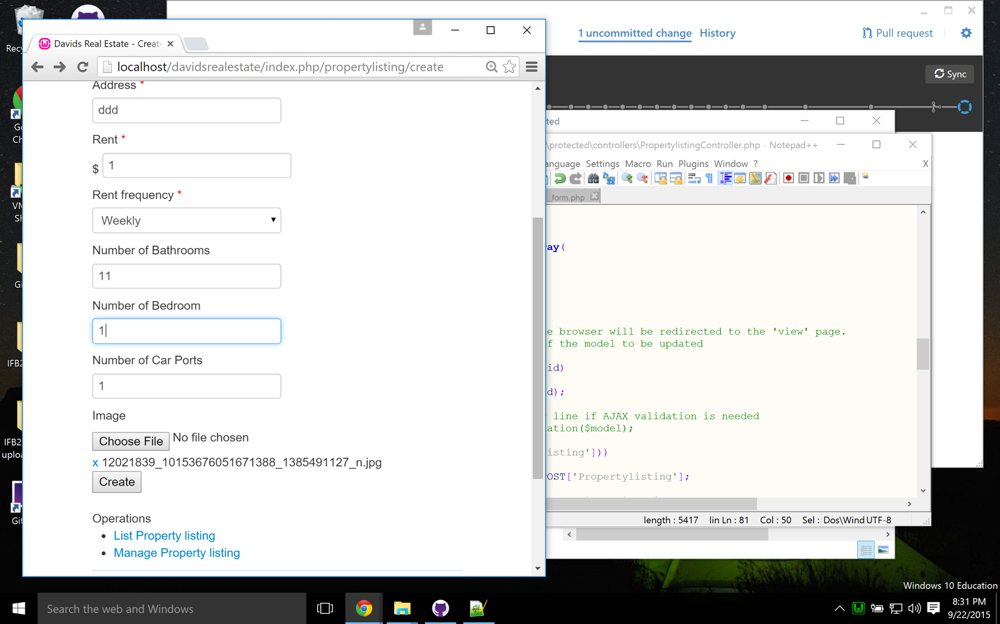 Recy
Go
Ch
VM
Sh
Gi
IFB2
IFB2
uploa
Git
Davids Real Estate - Creat
localhost/davidsrealestate/index.php/propertylisting/create
Address *
ddd
Rent *
$ 1
Rent frequency *
Weekly
Number of Bathrooms
11
Number of Bedroom
1
Number of Car Ports
1
Image
Choose File No file chosen
x 12021839_10153676051671388_1385491127_n.jpg
Create
Operations
List Property listing
Manage Property listing
1 uncommitted change History Pull request
Sync
ted
\protected\controllers\PropertylistingController.php - Notepad++
anguage Settings Macro Run Plugins Window ? X
_form.php
ay(
e browser will be redirected to the 'view' page.
f the model to be updated
id)
d);
line if AJAX validation is needed
ation($model);
isting']))
OST['Propertylisting'];
length : 5417 lin Ln : 81 Col : 50 Sel : Dos\Wind UTF-8
Windows 10 Education
Search the web and Windows
8:31 PM
9/22/2015